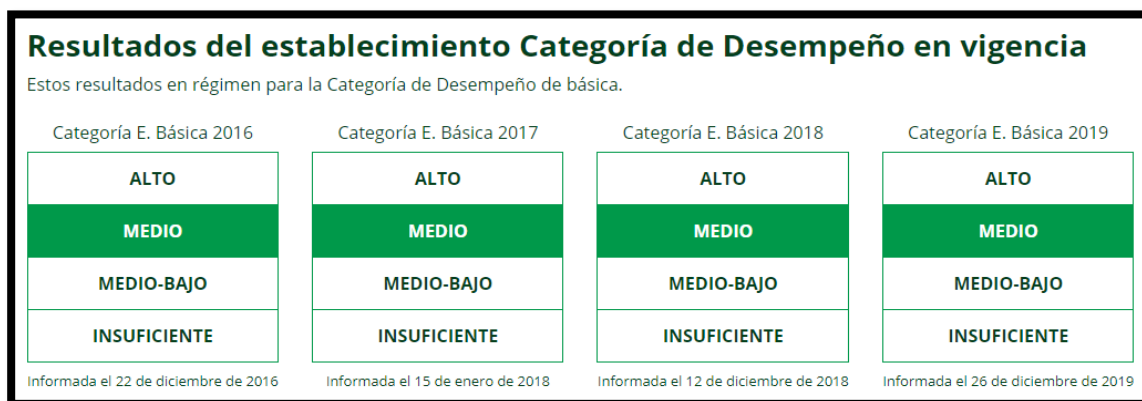 Resultados del establecimiento Categoría de Desempeño en vigencia
Estos resultados en régimen para la Categoría de Desempeño de básica.
Categoría E. Básica 2016
ALTO
MEDIO
MEDIO-BAJO
INSUFICIENTE
Informada el 22 de diciembre de 2016
Categoría E. Básica 2017
ALTO
MEDIO
MEDIO-BAJO
INSUFICIENTE
Informada el 15 de enero de 2018
Categoría E. Básica 2018
ALTO
MEDIO
MEDIO-BAJO
INSUFICIENTE
Informada el 12 de diciembre de 2018
Categoría E. Básica 2019
ALTO
MEDIO
MEDIO-BAJO
INSUFICIENTE
Informada el 26 de diciembre de 2019